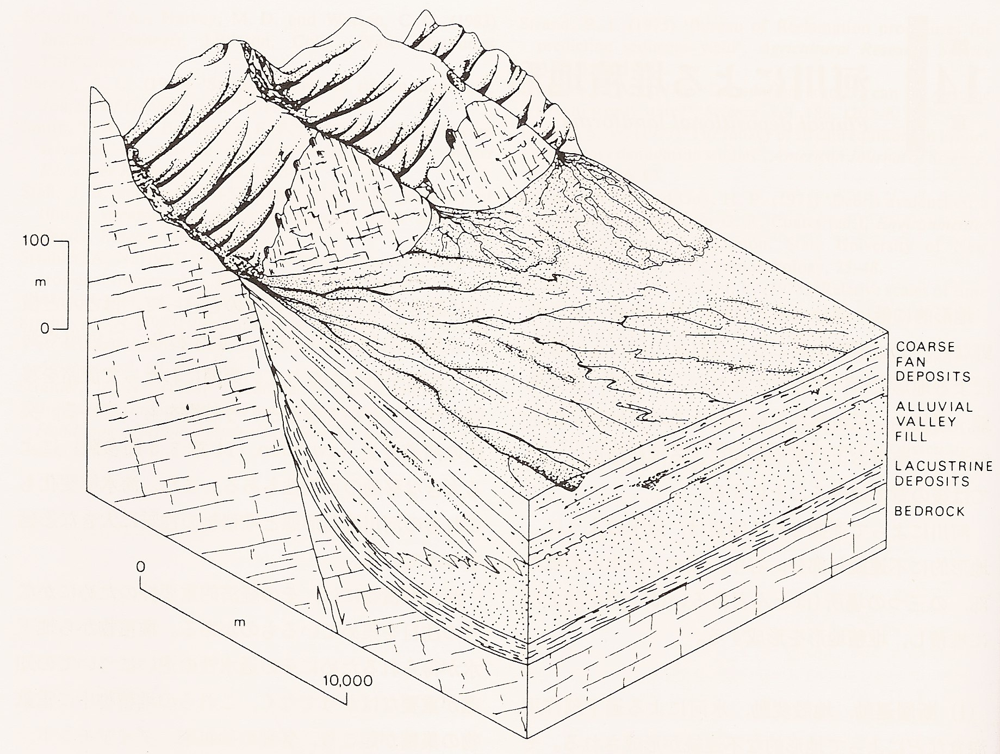 100
m
0
COARSE
FAN
DEPOSITS
ALLUVIAL
VALLEY
FILL
LACUSTRINE
DEPOSITS
BEDROCK
0
m
10,000